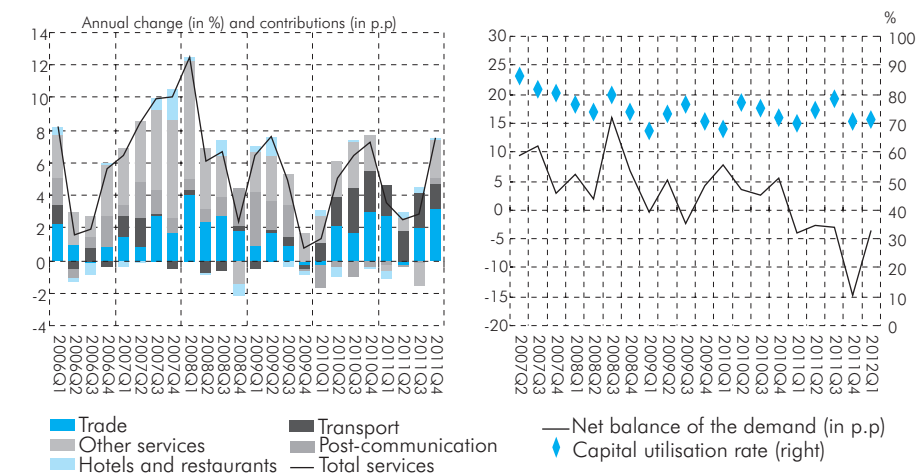 Annual change (in %) and contributions (in p.p)
14
12
10
8
6
4
2
0
-2
-4
2006Q1
2006Q2
2006Q3
2006Q4
2007Q1
2007Q2
2007Q3
2007Q4
2008Q1
2008Q2
2008Q3
2008Q4
2009Q1
2009Q2
2009Q3
2009Q4
2010Q1
2010Q2
2010Q3
2010Q4
2011Q1
2011Q2
2011Q3
2011Q4
Trade
Transport
Other services
Post-communication
Hotels and restaurants
Total services
%
30
25
20
15
10
5
0
-5
-10
-15
-20
100
90
80
70
60
50
40
30
20
10
0
2007Q2
2007Q3
2007Q4
2008Q1
2008Q2
2008Q3
2008Q4
2009Q1
2009Q2
2009Q3
2009Q4
2010Q1
2010Q2
2010Q3
2010Q4
2011Q1
2011Q2
2011Q3
2011Q4
2012Q1
Net balance of the demand (in p.p)
Capital utilisation rate (right)